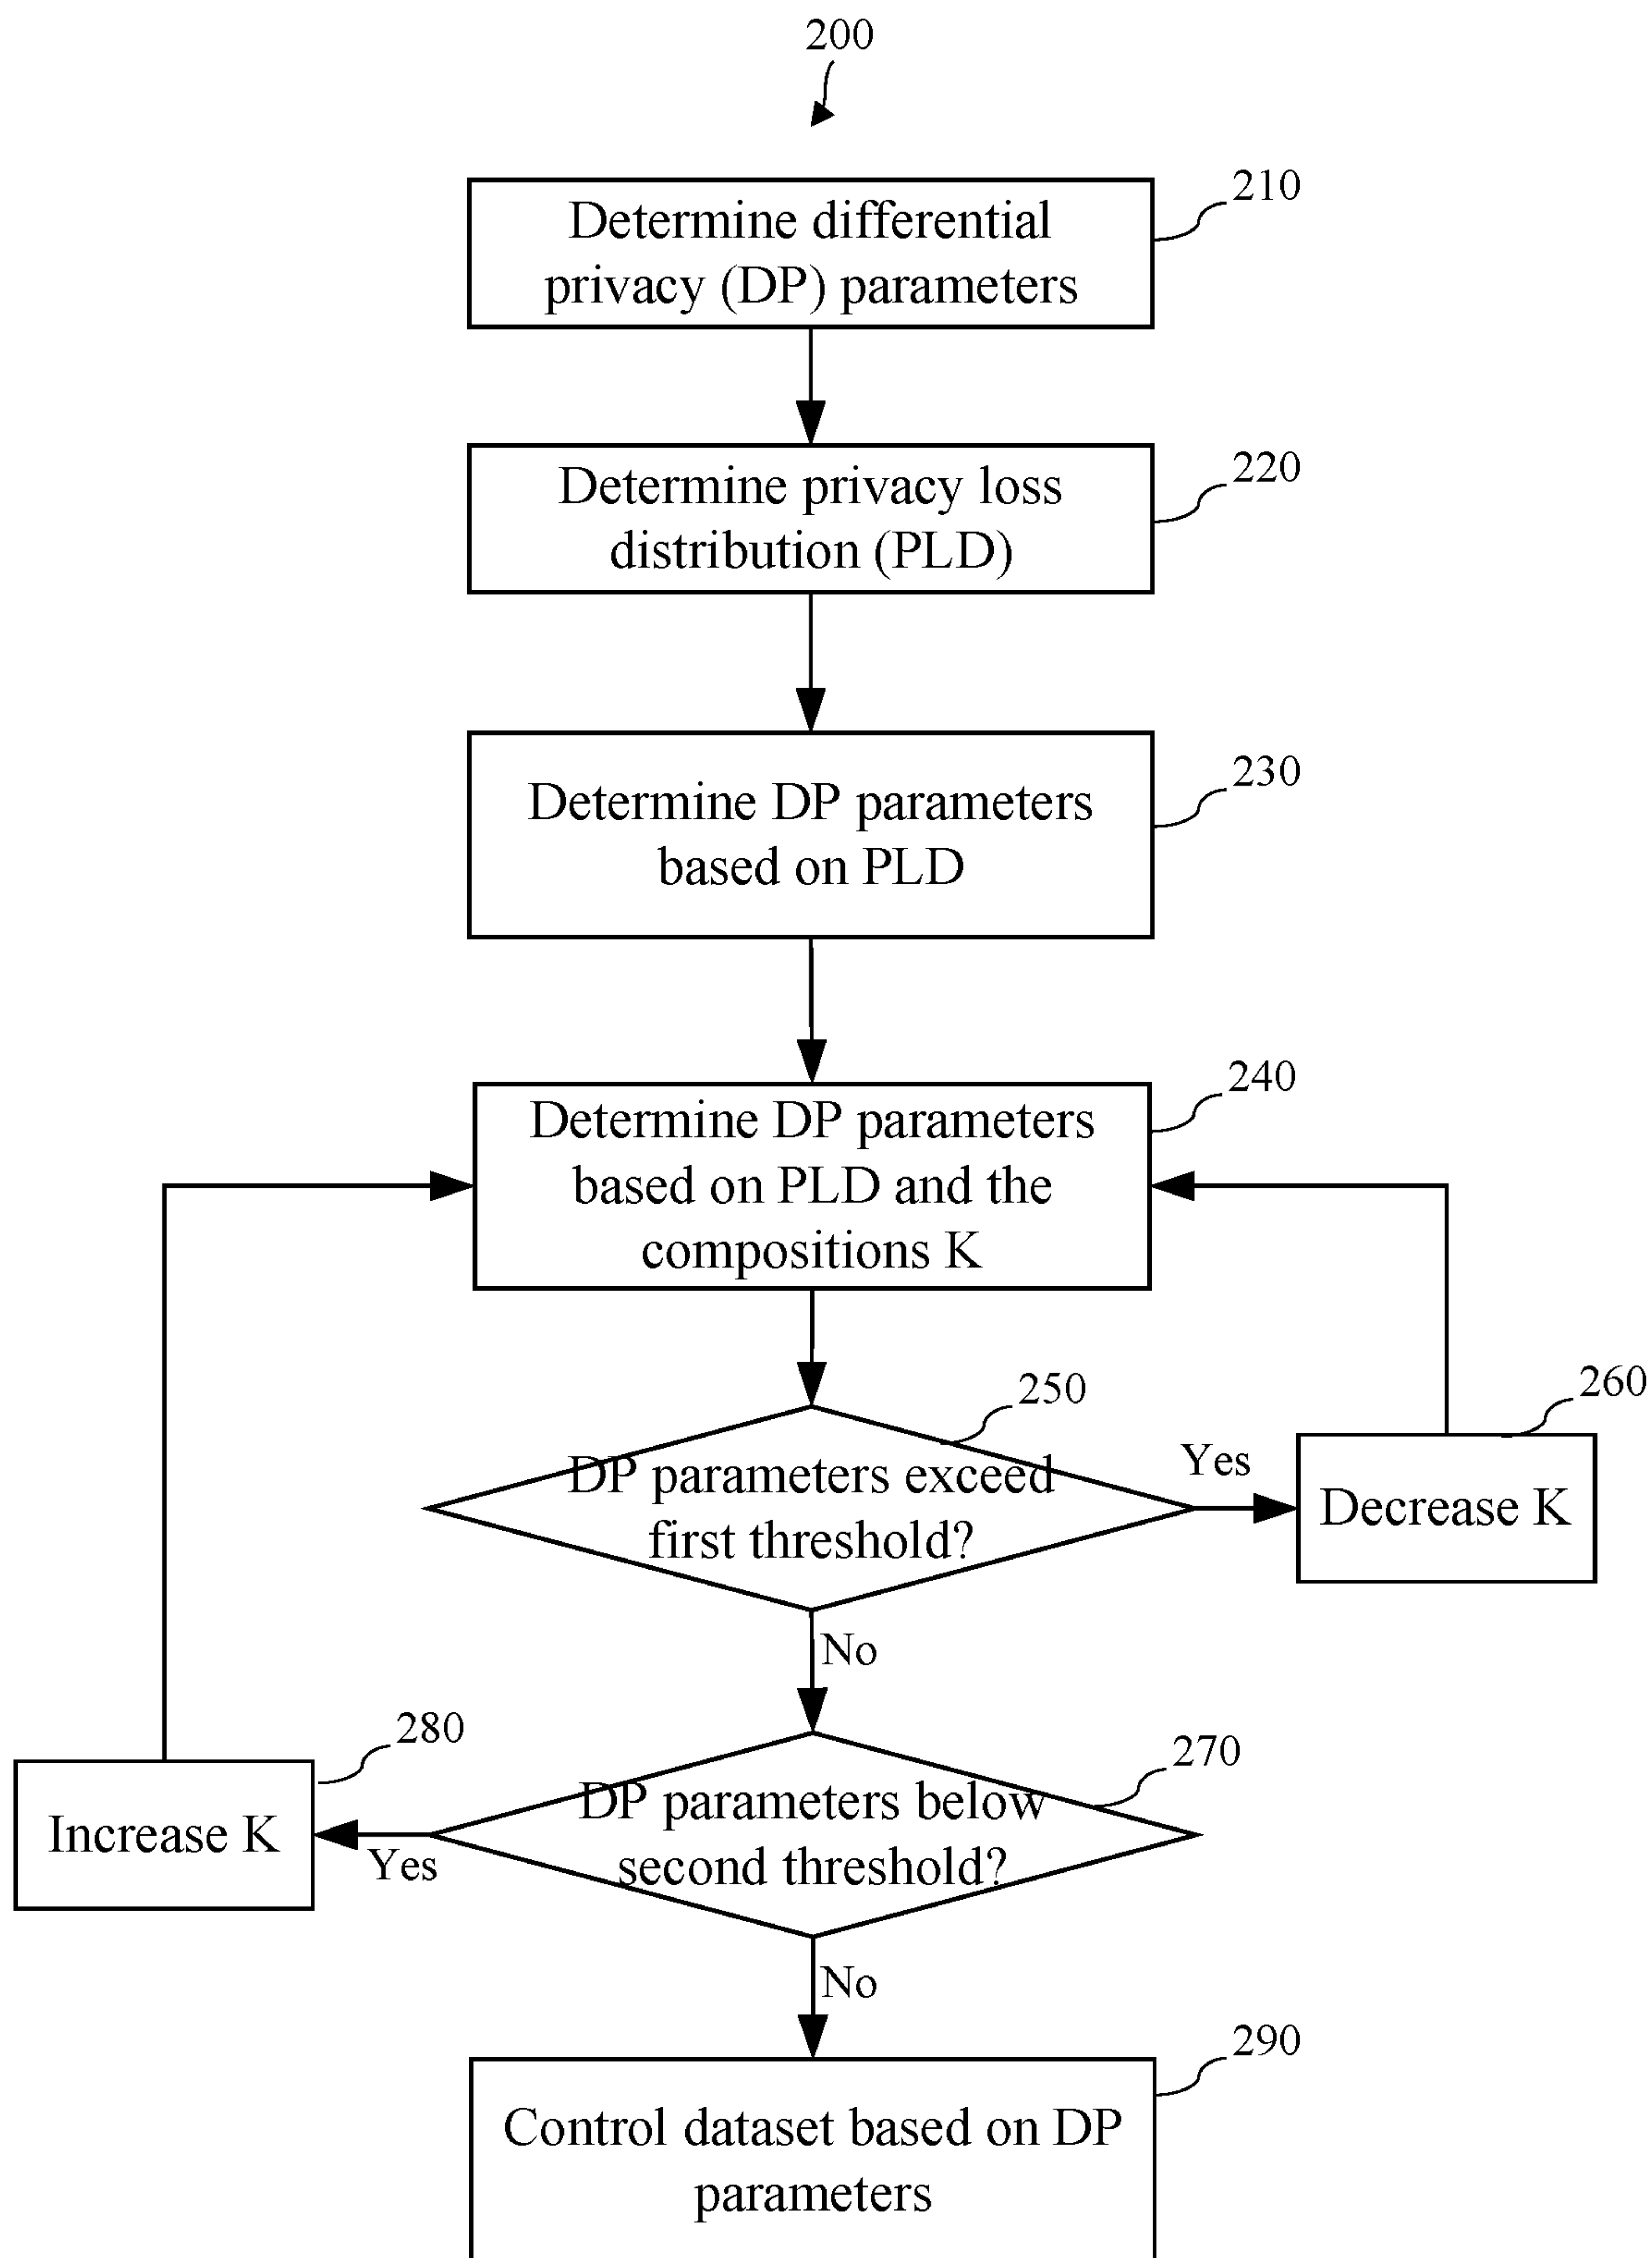 200
Determine differential
privacy (DP) parameters
210
Determine privacy loss
distribution (PLD)
220
Determine DP parameters
based on PLD
230
Determine DP parameters
based on PLD and the
compositions K
240
DP parameters exceed
first threshold?
250
Yes
Decrease K
260
No
DP parameters below
second threshold?
270
Yes
Increase K
280
No
Control dataset based on DP
parameters
290